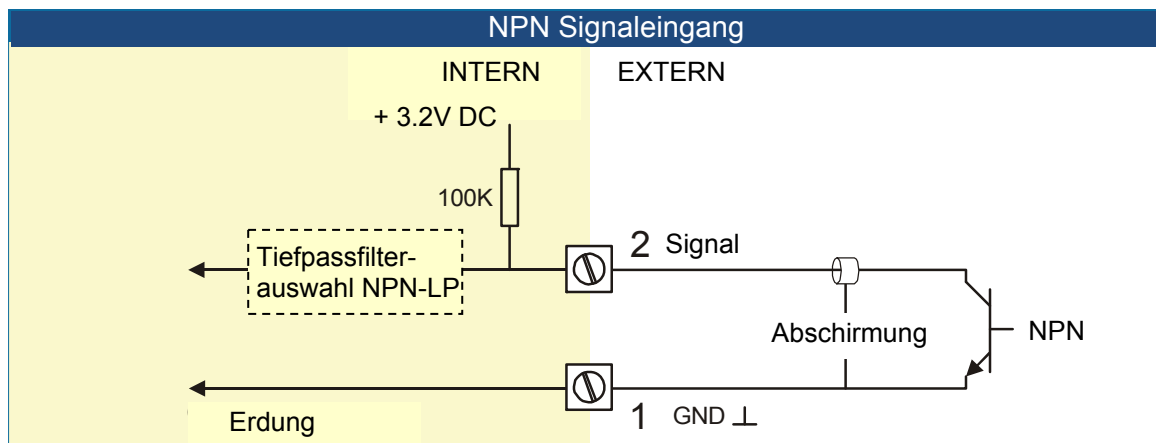 NPN Signaleingang
INTERN
EXTERN
+ 3.2V DC
100K
2 Signal
Tiefpassfilter-
auswahl NPN-LP
Abschirmung
NPN
1 GND ⊥
Erdung